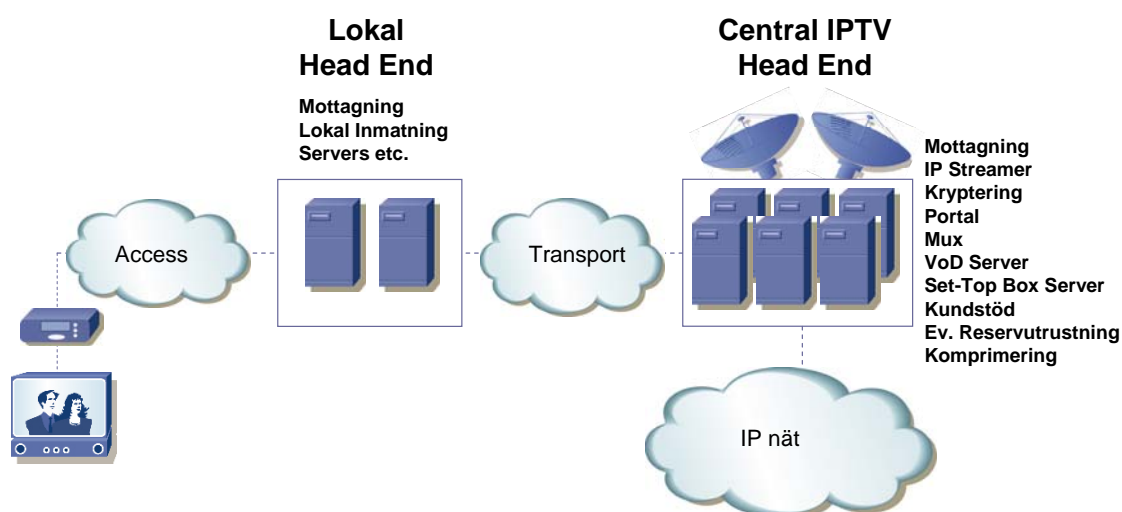 Lokal
Head End
Central IPTV
Head End
Mottagning
Lokal Inmatning
Servers etc.
Mottagning
IP Streamer
Kryptering
Portal
Mux
VoD Server
Set-Top Box Server
Kundstöd
Ev. Reservutrustning
Komprimering
Access
Transport
IP nät